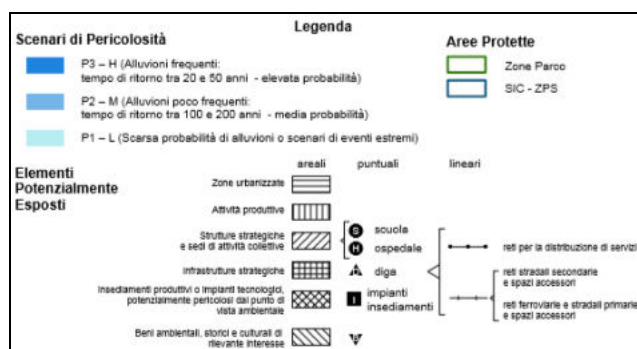 Legenda
Scenari di Pericolosità
P3 – H (Alluvioni frequenti:
tempo di ritorno tra 20 e 50 anni - elevata probabilità)
P2 – M (Alluvioni poco frequenti:
tempo di ritorno tra 100 e 200 anni - media probabilità)
P1 – L (Scarsa probabilità di alluvioni o scenari di eventi estremi)
Aree Protette
Zone Parco
SIC - ZPS
Elementi
Potenzialmente
Esposti
areali
puntuali
lineari
Zone urbanizzate
Attività produttive
Strutture strategiche
e sedi di attività collettive
Infrastrutture strategiche
Insediamenti produttivi o Impianti tecnologici,
potenzialmente pericolosi dal punto di
vista ambientale
Beni ambientali, storici e culturali di
rilevante interesse
S scuola
H ospedale
diga
I impianti
insediamenti
reti per la distribuzione di servizi
reti stradali secondarie
e spazi accessori
reti ferroviarie e stradali primarie
e spazi accessori